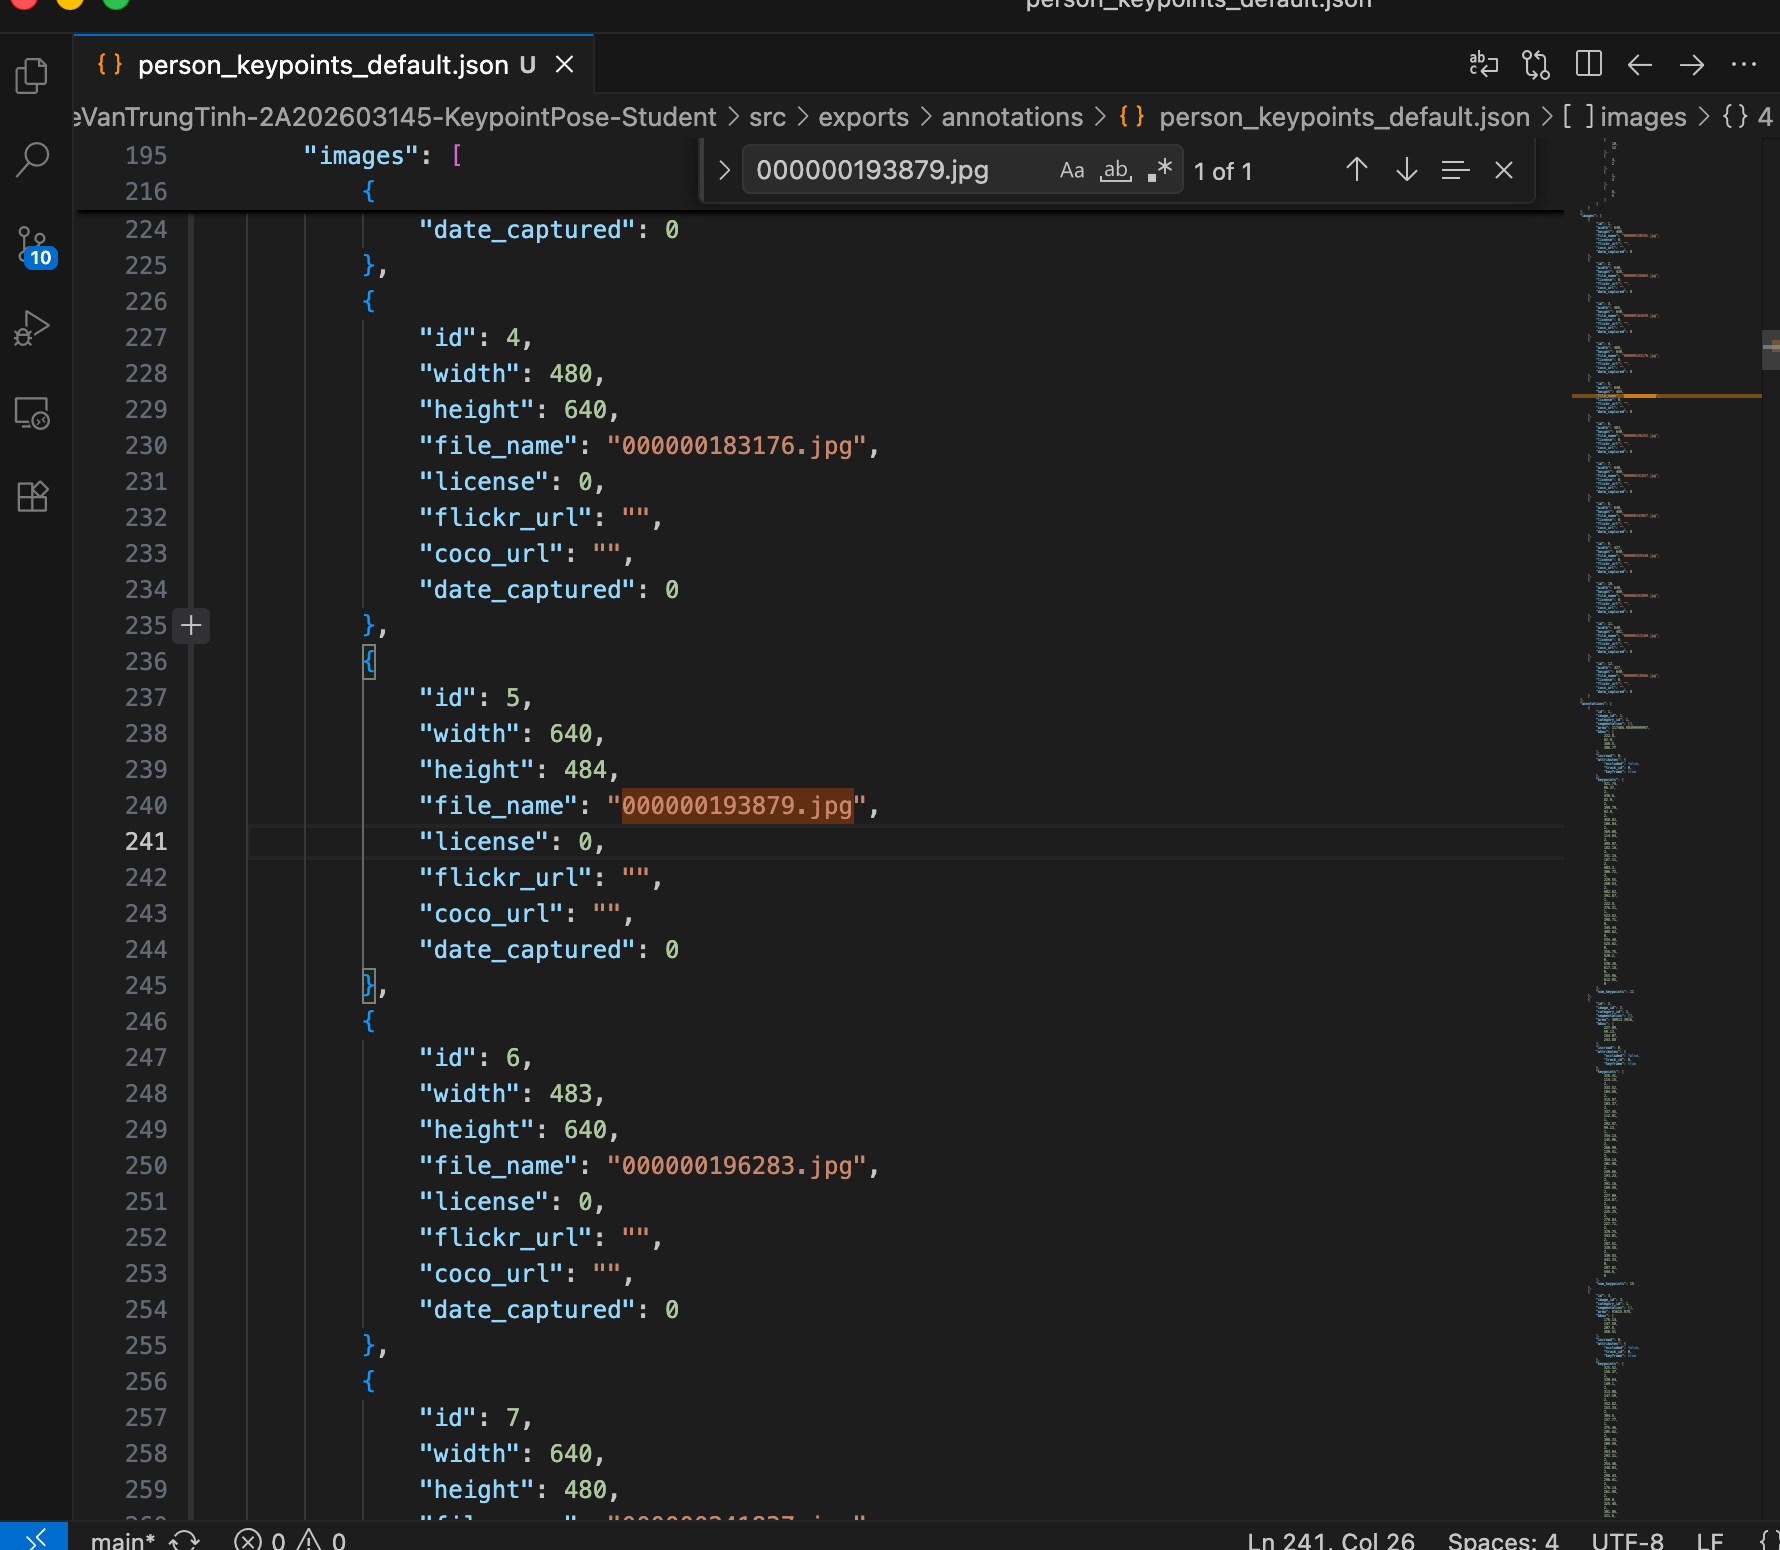 person_keypoints_default.json
person_keypoints_default.json U
eVanTrungTinh-2A202603145-KeypointPose-Student > src > exports > annotations > {} person_keypoints_default.json > [ ] images > {} 4
000000193879.jpg Aa ab .* 1 of 1
10
195 "images": [
216 {
224 "date_captured": 0
225 },
226 {
227 "id": 4,
228 "width": 480,
229 "height": 640,
230 "file_name": "000000183176.jpg",
231 "license": 0,
232 "flickr_url": "",
233 "coco_url": "",
234 "date_captured": 0
235 },
236 {
237 "id": 5,
238 "width": 640,
239 "height": 484,
240 "file_name": "000000193879.jpg",
241 "license": 0,
242 "flickr_url": "",
243 "coco_url": "",
244 "date_captured": 0
245 },
246 {
247 "id": 6,
248 "width": 483,
249 "height": 640,
250 "file_name": "000000196283.jpg",
251 "license": 0,
252 "flickr_url": "",
253 "coco_url": "",
254 "date_captured": 0
255 },
256 {
257 "id": 7,
258 "width": 640,
259 "height": 480,
main* 0 0 Ln 241, Col 26 Spaces: 4 UTF-8 LF {}